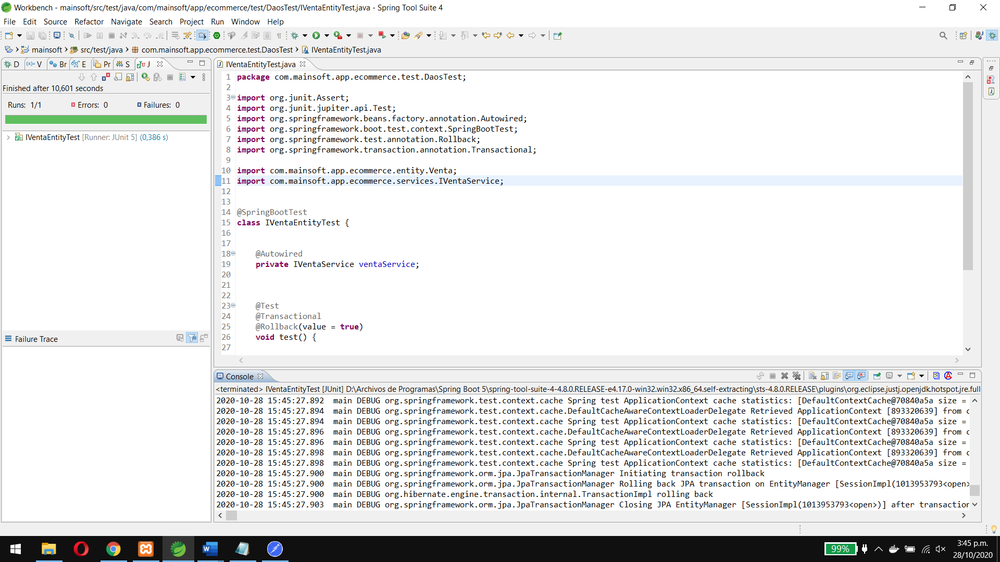 Workbench - mainsoft/src/test/java/com/mainsoft/app/ecommerce/test/DaosTest/IVentaEntityTest.java - Spring Tool Suite 4
File Edit Source Refactor Navigate Search Project Run Window Help
mainsoft src/test/java com.mainsoft.app.ecommerce.test.DaosTest IVentaEntityTest.java
D V Br E Pr S J
Finished after 10,601 seconds
Runs: 1/1 Errors: 0 Failures: 0
IVentaEntityTest [Runner: JUnit 5] (0,386 s)
Failure Trace
IVentaEntityTest.java
1 package com.mainsoft.app.ecommerce.test.DaosTest;
2
3 import org.junit.Assert;
4 import org.junit.jupiter.api.Test;
5 import org.springframework.beans.factory.annotation.Autowired;
6 import org.springframework.boot.test.context.SpringBootTest;
7 import org.springframework.test.annotation.Rollback;
8 import org.springframework.transaction.annotation.Transactional;
9
10 import com.mainsoft.app.ecommerce.entity.Venta;
11 import com.mainsoft.app.ecommerce.services.IVentaService;
12
13
14 @SpringBootTest
15 class IVentaEntityTest {
16
17
18 @Autowired
19 private IVentaService ventaService;
20
21
22
23 @Test
24 @Transactional
25 @Rollback(value = true)
26 void test() {
27
Console
<terminated> IVentaEntityTest [JUnit] D:\Archivos de Programas\Spring Boot 5\spring-tool-suite-4-4.8.0.RELEASE-e4.17.0-win32.win32.x86_64.self-extracting\sts-4.8.0.RELEASE\plugins\org.eclipse.justj.openjdk.hotspot.jre.full
2020-10-28 15:45:27.892 main DEBUG org.springframework.test.context.cache Spring test ApplicationContext cache statistics: [DefaultContextCache@70840a5a size =
2020-10-28 15:45:27.894 main DEBUG org.springframework.test.context.cache.DefaultCacheAwareContextLoaderDelegate Retrieved ApplicationContext [893320639] from c
2020-10-28 15:45:27.894 main DEBUG org.springframework.test.context.cache Spring test ApplicationContext cache statistics: [DefaultContextCache@70840a5a size =
2020-10-28 15:45:27.896 main DEBUG org.springframework.test.context.cache.DefaultCacheAwareContextLoaderDelegate Retrieved ApplicationContext [893320639] from c
2020-10-28 15:45:27.896 main DEBUG org.springframework.test.context.cache Spring test ApplicationContext cache statistics: [DefaultContextCache@70840a5a size =
2020-10-28 15:45:27.898 main DEBUG org.springframework.test.context.cache.DefaultCacheAwareContextLoaderDelegate Retrieved ApplicationContext [893320639] from c
2020-10-28 15:45:27.898 main DEBUG org.springframework.test.context.cache Spring test ApplicationContext cache statistics: [DefaultContextCache@70840a5a size =
2020-10-28 15:45:27.900 main DEBUG org.springframework.orm.jpa.JpaTransactionManager Initiating transaction rollback
2020-10-28 15:45:27.900 main DEBUG org.springframework.orm.jpa.JpaTransactionManager Rolling back JPA transaction on EntityManager [SessionImpl(1013953793<open>
2020-10-28 15:45:27.900 main DEBUG org.hibernate.engine.transaction.internal.TransactionImpl rolling back
2020-10-28 15:45:27.903 main DEBUG org.springframework.orm.jpa.JpaTransactionManager Closing JPA EntityManager [SessionImpl(1013953793<open>)] after transaction
99%
3:45 p.m.
28/10/2020